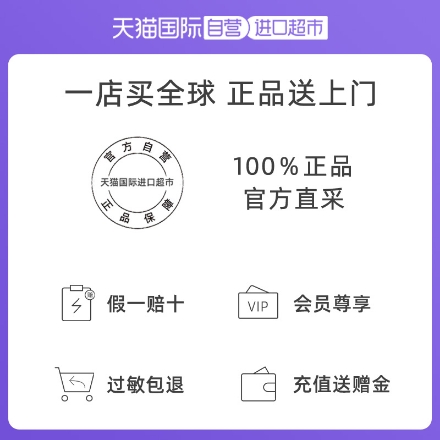 天猫国际 自营 进口超市
一店买全球 正品送上门
官方自营
天猫国际进口超市
正品保障
100%正品
官方直采
假一赔十
VIP
会员尊享
过敏包退
充值送赠金